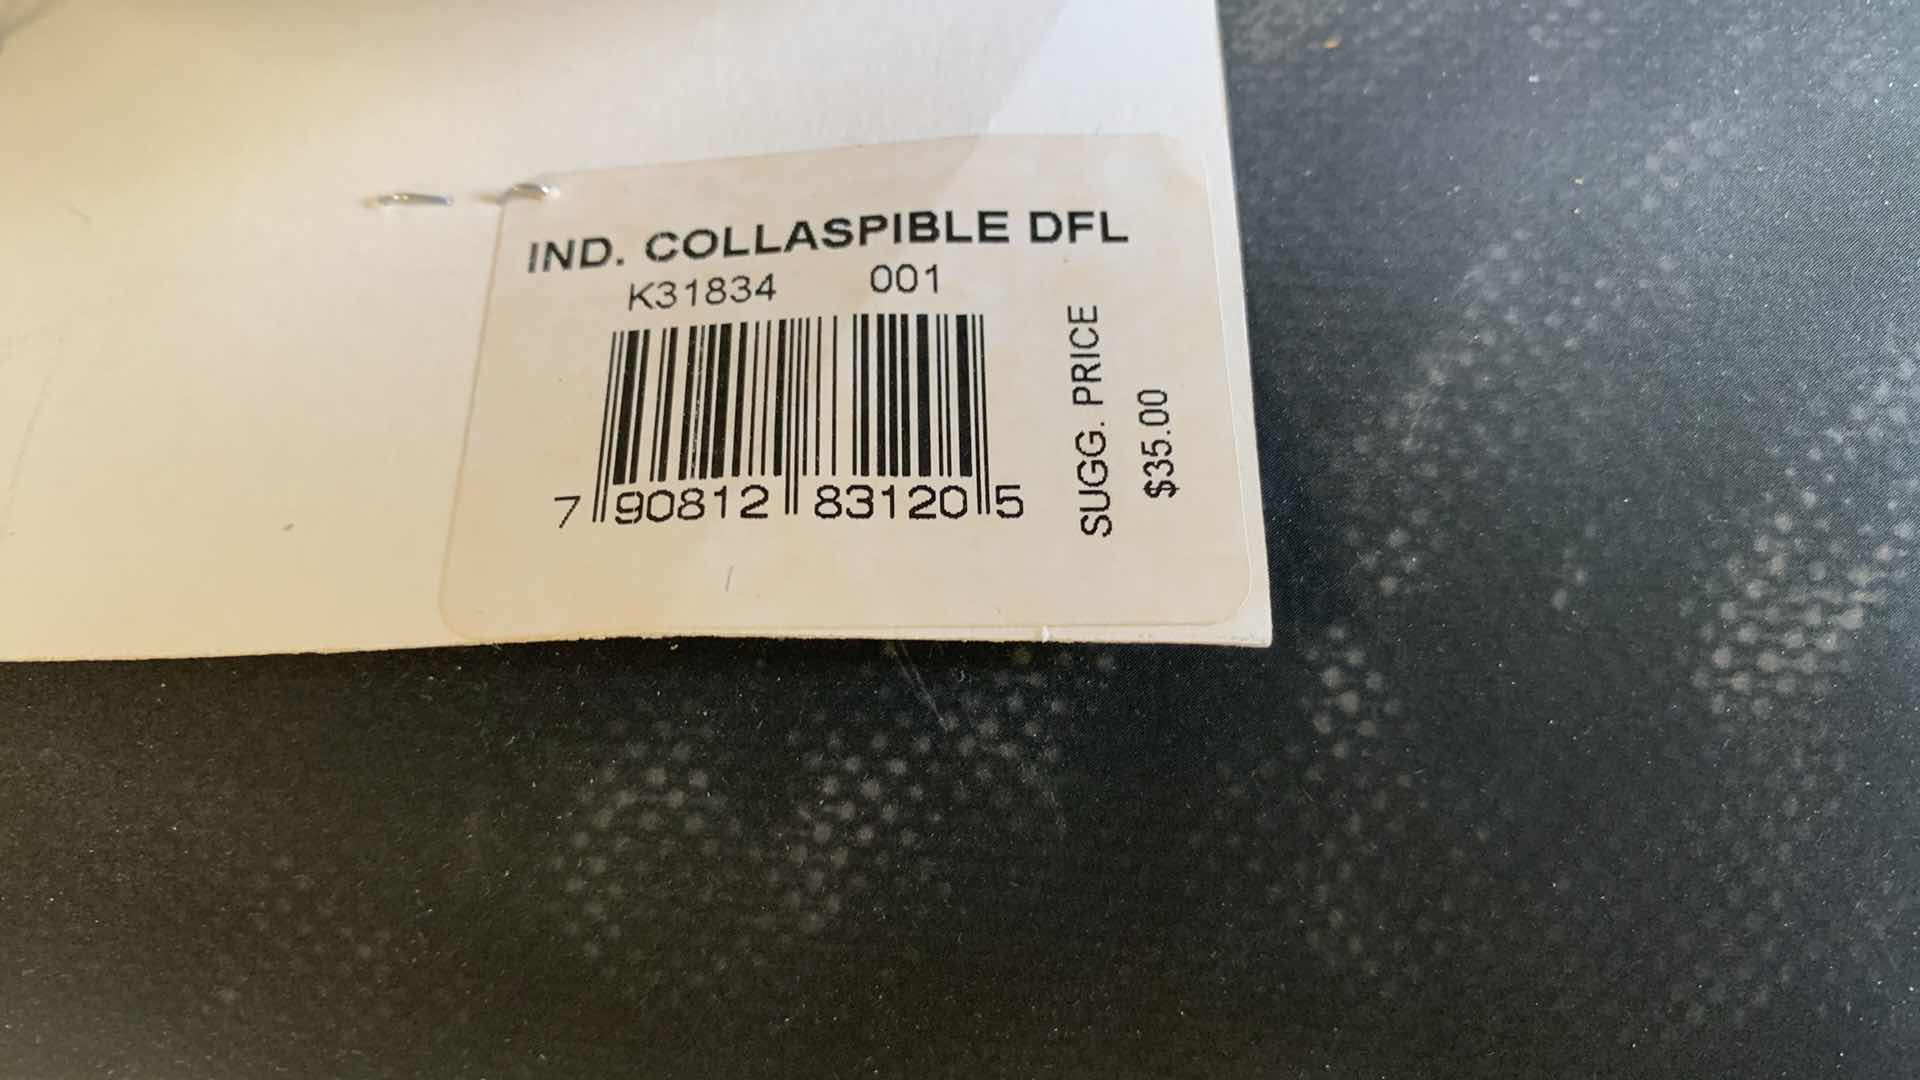 IND. COLLASPIBLE DFL
K31834 001
7 90812 83120 5
SUGG. PRICE
$35.00